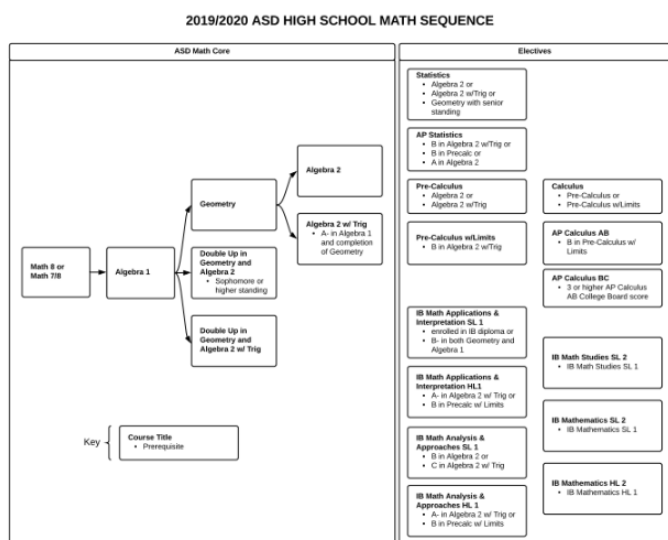 2019/2020 ASD HIGH SCHOOL MATH SEQUENCE
ASD Math Core
Math 8 or
Math 7/8
Algebra 1
Geometry
Double Up in
Geometry and
Algebra 2
• Sophomore or
higher standing
Double Up in
Geometry and
Algebra 2 w/ Trig
Algebra 2
Algebra 2 w/ Trig
• A- in Algebra 1
and completion
of Geometry
Key
Course Title
• Prerequisite
Electives
Statistics
• Algebra 2 or
• Algebra 2 w/Trig or
• Geometry with senior
standing
AP Statistics
• B in Algebra 2 w/Trig or
• B in Precalc or
• A in Algebra 2
Pre-Calculus
• Algebra 2 or
• Algebra 2 w/Trig
Pre-Calculus w/Limits
• B in Algebra 2 w/Trig
IB Math Applications &
Interpretation SL 1
• enrolled in IB diploma or
• B- in both Geometry and
Algebra 1
IB Math Applications &
Interpretation HL1
• A- in Algebra 2 w/ Trig or
• B in Precalc w/ Limits
IB Math Analysis &
Approaches SL 1
• B in Algebra 2 or
• C in Algebra 2 w/ Trig
IB Math Analysis &
Approaches HL 1
• A- in Algebra 2 w/ Trig or
• B in Precalc w/ Limits
Calculus
• Pre-Calculus or
• Pre-Calculus w/Limits
AP Calculus AB
• B in Pre-Calculus w/
Limits
AP Calculus BC
• 3 or higher AP Calculus
AB College Board score
IB Math Studies SL 2
• IB Math Studies SL 1
IB Mathematics SL 2
• IB Mathematics SL 1
IB Mathematics HL 2
• IB Mathematics HL 1